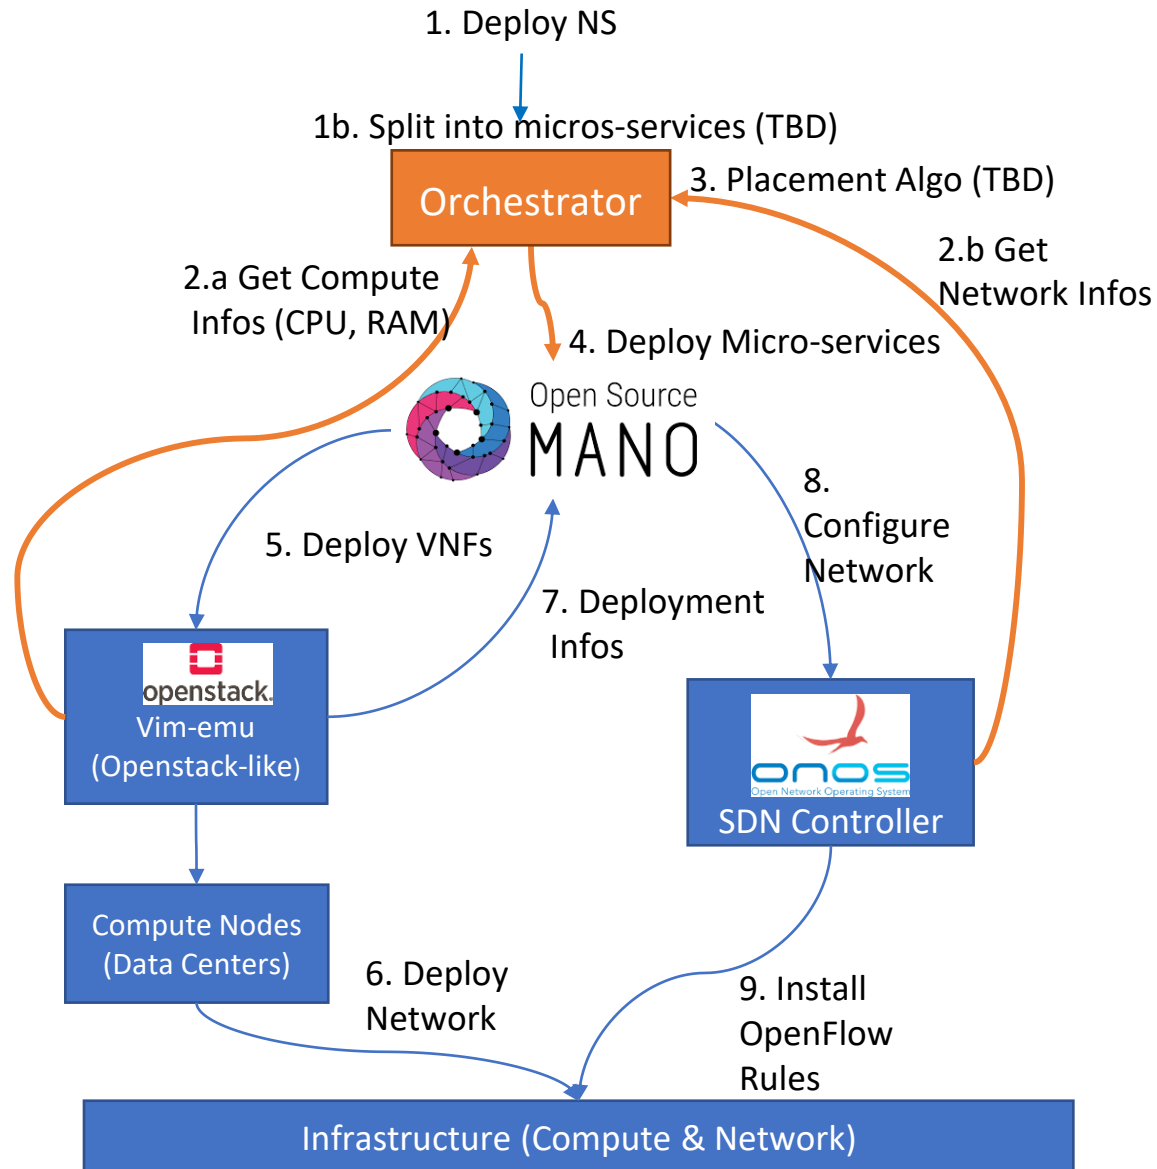 1. Deploy NS
1b. Split into micros-services (TBD)
Orchestrator
3. Placement Algo (TBD)
2.a Get Compute
Infos (CPU, RAM)
2.b Get
Network Infos
4. Deploy Micro-services
Open Source
MANO
5. Deploy VNFs
8.
Configure
Network
7. Deployment
Infos
openstack.
Vim-emu
(Openstack-like)
onos
Open Network Operating System
SDN Controller
Compute Nodes
(Data Centers)
6. Deploy
Network
9. Install
OpenFlow
Rules
Infrastructure (Compute & Network)